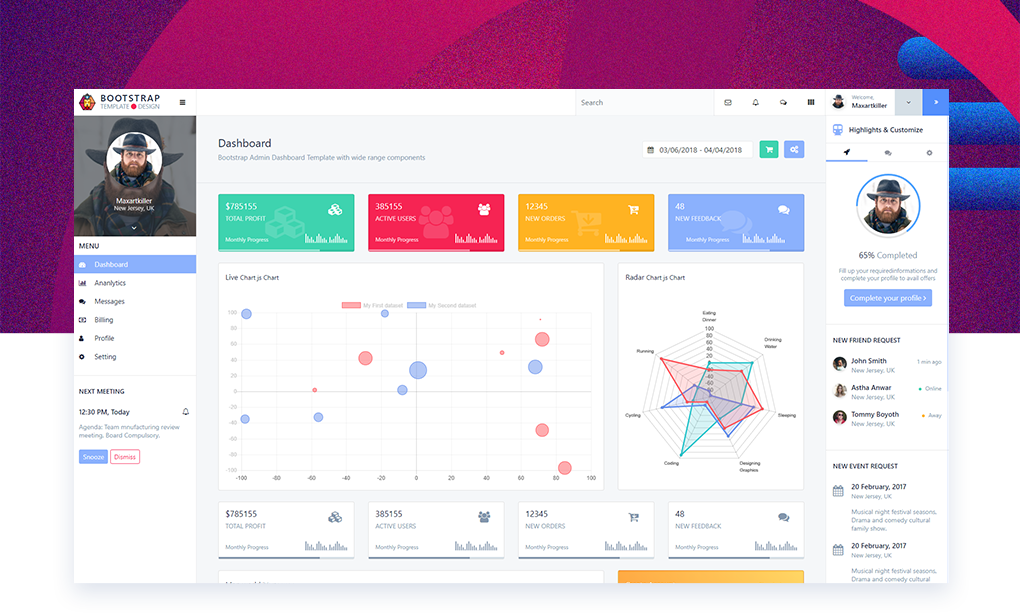 BOOTSTRAP
TEMPLATE DESIGN
Search
Welcome,
Maxartkiller
Maxartkiller
New Jersey, UK
MENU
Dashboard
Ananlytics
Messages
Billing
Profile
Setting
NEXT MEETING
12:30 PM, Today
Agenda: Team mnufacturing review
meeting. Board Compulsory.
Snooze
Dismiss
Dashboard
Bootstrap Admin Dashboard Template with wide range components
03/06/2018 - 04/04/2018
$785155
TOTAL PROFIT
Monthly Progress
385155
ACTIVE USERS
Monthly Progress
12345
NEW ORDERS
Monthly Progress
48
NEW FEEDBACK
Monthly Progress
Live Chart.js Chart
My First dataset
My Second dataset
100
80
60
40
20
0
-20
-40
-60
-80
-100
-100 -80 -60 -40 -20 0 20 40 60 80 100
Radar Chart.js Chart
Eating
Dinner
Drinking
Water
Sleeping
Designing
Graphics
Coding
Cycling
Running
100
80
60
40
20
0
-20
-40
-60
-80
$785155
TOTAL PROFIT
Monthly Progress
385155
ACTIVE USERS
Monthly Progress
12345
NEW ORDERS
Monthly Progress
48
NEW FEEDBACK
Monthly Progress
Highlights & Customize
65% Completed
Fill up your requiredinformations and
complete your profile to avail offers
Complete your profile >
NEW FRIEND REQUEST
John Smith
1 min ago
New Jersey, UK
Astha Anwar
Online
New Jersey, UK
Tommy Boyoth
Away
New Jersey, UK
NEW EVENT REQUEST
20 February, 2017
New Jersey, UK
Musical night festival seasons,
Drama and comedy cultural
family show.
20 February, 2017
New Jersey, UK
Musical night festival seasons,
Drama and comedy cultural